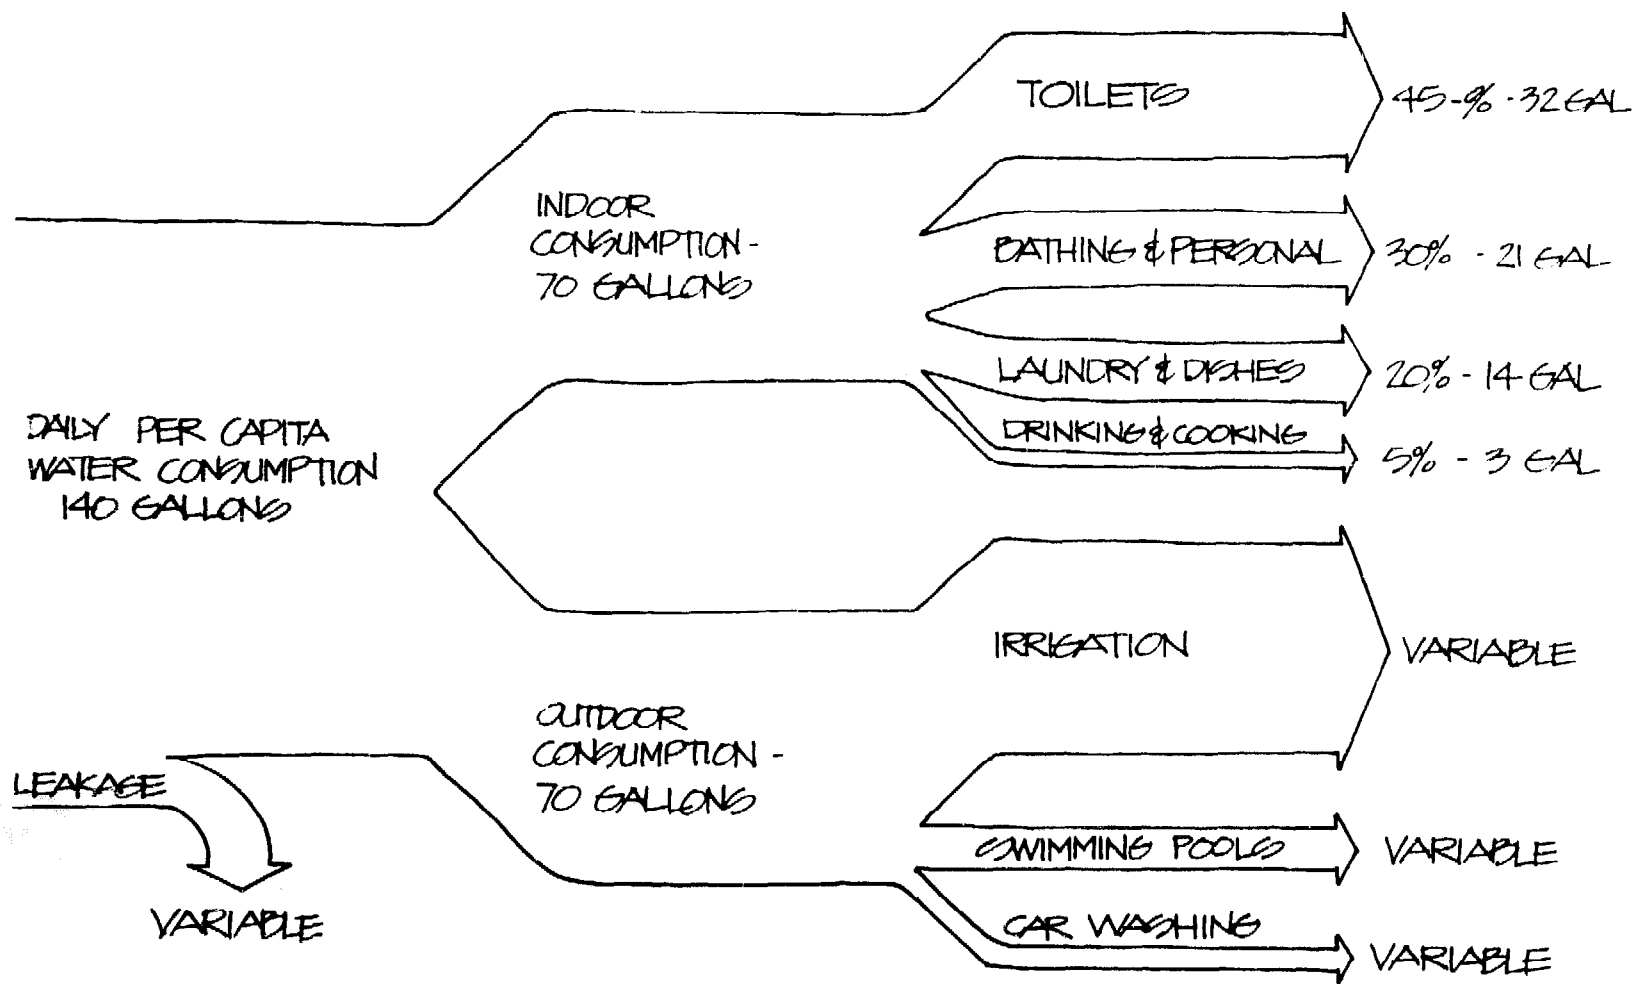 TOILETS
45-% - 32 GAL
INDOOR
CONSUMPTION -
70 GALLONS
BATHING & PERSONAL
30% - 21 GAL
LAUNDRY & DISHES
20% - 14 GAL
DRINKING & COOKING
5% - 3 GAL
DAILY PER CAPITA
WATER CONSUMPTION
140 GALLONS
IRRIGATION
VARIABLE
OUTDOOR
CONSUMPTION -
70 GALLONS
LEAKAGE
VARIABLE
SWIMMING POOLS
VARIABLE
CAR WASHING
VARIABLE